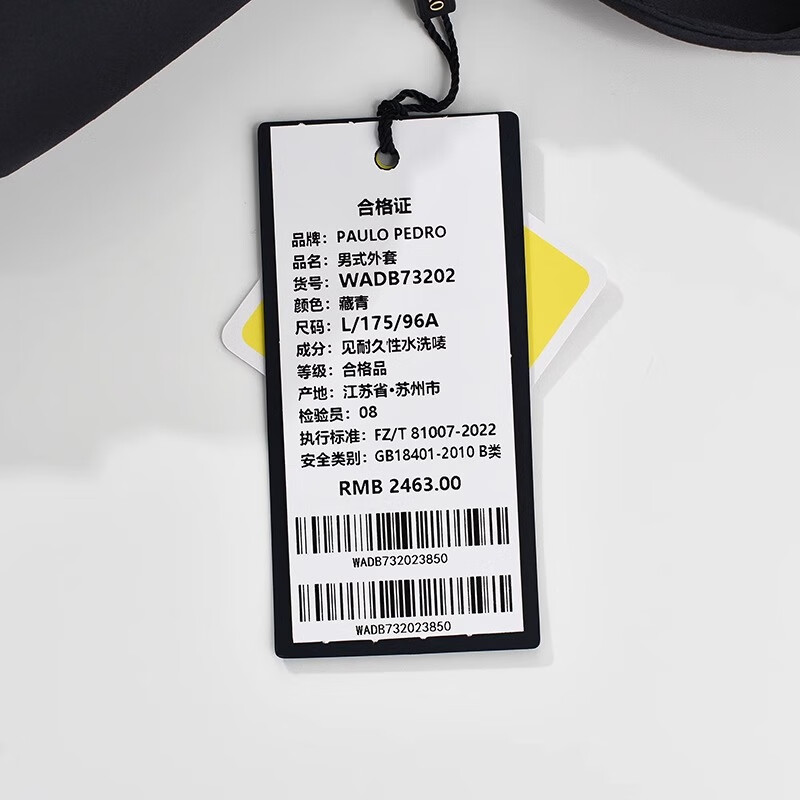 合格证
品牌：PAULO PEDRO
品名：男式外套
货号：WADB73202
颜色：藏青
尺码：L/175/96A
成分：见耐久性水洗唛
等级：合格品
产地：江苏省·苏州市
检验员：08
执行标准：FZ/T 81007-2022
安全类别：GB18401-2010 B类
RMB 2463.00
WADB732023850
WADB732023850